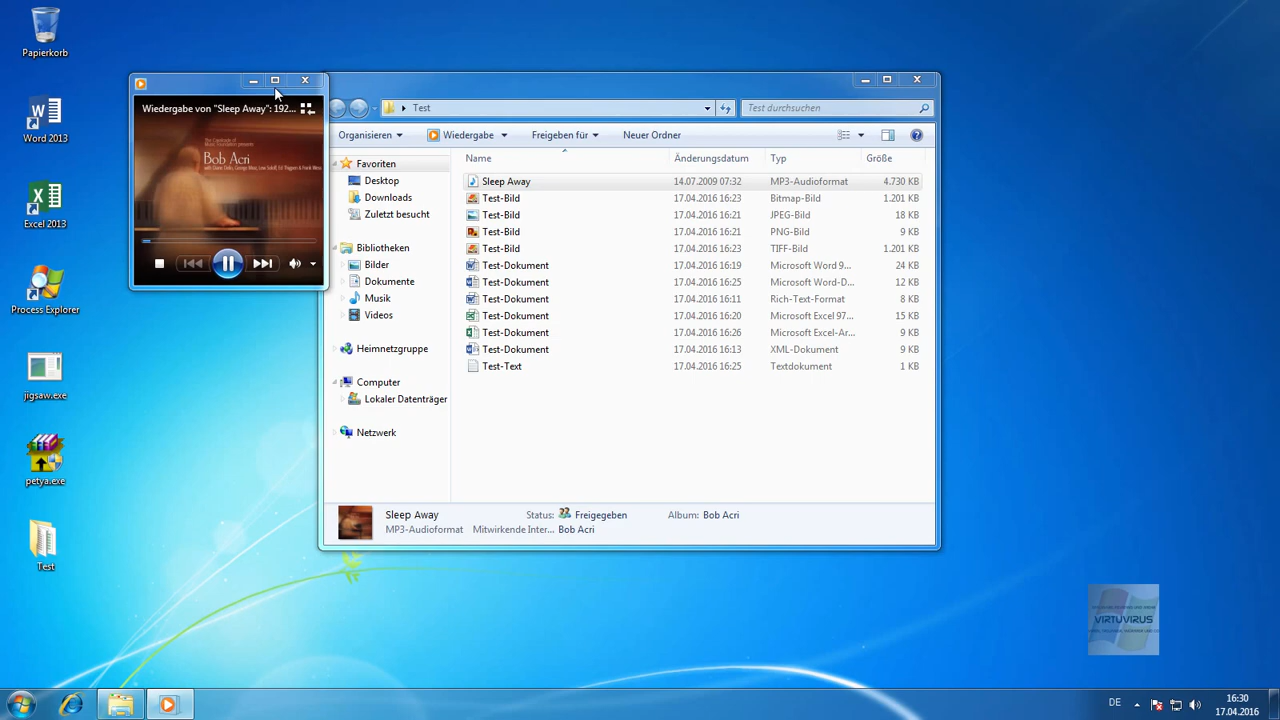 Papierkorb
Word 2013
Excel 2013
Process Explorer
jigsaw.exe
petya.exe
Test
Wiedergabe von "Sleep Away": 192...
Bob Acri
Test
Test durchsuchen
Organisieren Wiedergabe Freigeben für Neuer Ordner
Favoriten
Desktop
Downloads
Zuletzt besucht
Bibliotheken
Bilder
Dokumente
Musik
Videos
Heimnetzgruppe
Computer
Lokaler Datenträger
Netzwerk
Name Änderungsdatum Typ Größe
Sleep Away 14.07.2009 07:32 MP3-Audioformat 4.730 KB
Test-Bild 17.04.2016 16:23 Bitmap-Bild 1.201 KB
Test-Bild 17.04.2016 16:21 JPEG-Bild 18 KB
Test-Bild 17.04.2016 16:21 PNG-Bild 9 KB
Test-Bild 17.04.2016 16:23 TIFF-Bild 1.201 KB
Test-Dokument 17.04.2016 16:19 Microsoft Word 9... 24 KB
Test-Dokument 17.04.2016 16:25 Microsoft Word-D... 12 KB
Test-Dokument 17.04.2016 16:11 Rich-Text-Format 8 KB
Test-Dokument 17.04.2016 16:20 Microsoft Excel 97... 15 KB
Test-Dokument 17.04.2016 16:26 Microsoft Excel-Ar... 9 KB
Test-Dokument 17.04.2016 16:13 XML-Dokument 9 KB
Test-Text 17.04.2016 16:25 Textdokument 1 KB
Sleep Away Status: Freigegeben Album: Bob Acri
MP3-Audioformat Mitwirkende Inter... Bob Acri
VIRTUVIRUS
DE
16:30
17.04.2016